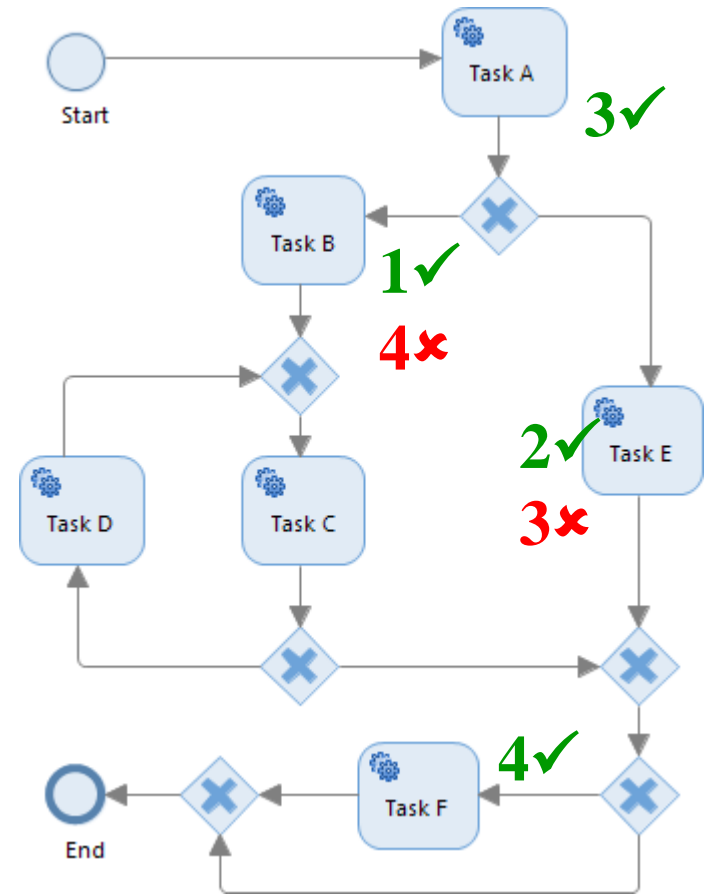 Task A
Start
3✓
Task B
1✓
4✘
Task E
2✓
3✘
Task D
Task C
4✓
Task F
End